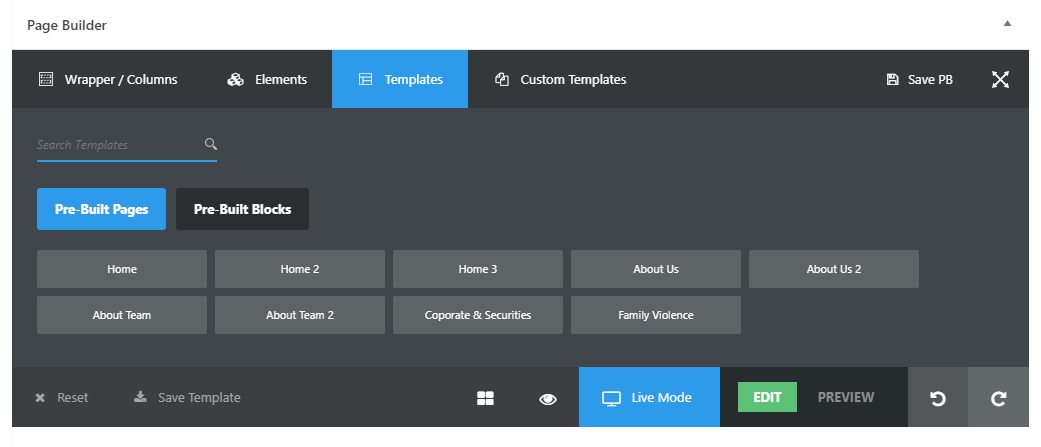 Page Builder
Wrapper / Columns Elements Templates Custom Templates Save PB
Search Templates
Pre-Built Pages Pre-Built Blocks
Home Home 2 Home 3 About Us About Us 2
About Team About Team 2 Coporate & Securities Family Violence
Reset Save Template Live Mode EDIT PREVIEW